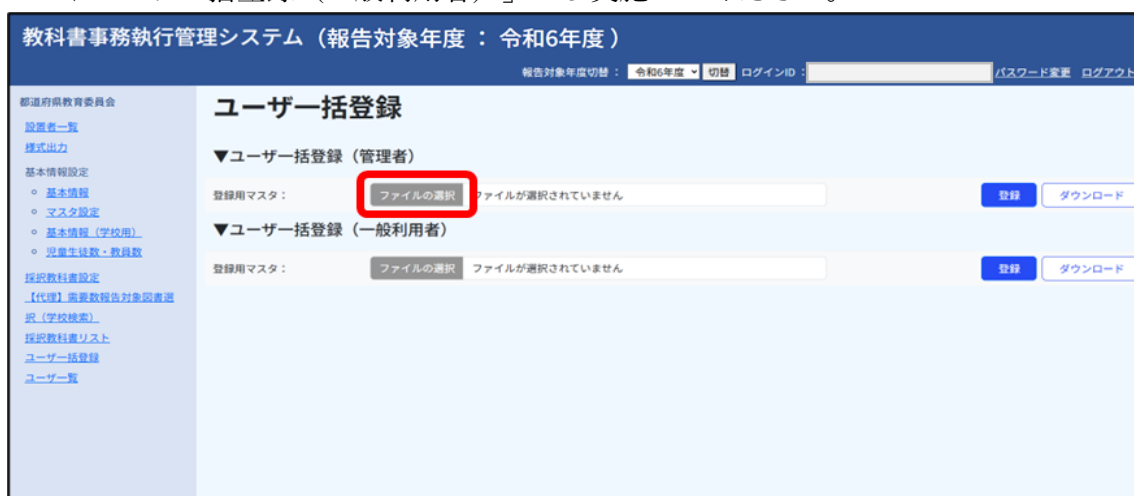 教科書事務執行管理システム（報告対象年度 ： 令和6年度 ）
報告対象年度切替： 令和6年度 切替 ログインID： パスワード変更 ログアウト
都道府県教育委員会
設置者一覧
様式出力
基本情報設定
基本情報
マスタ設定
基本情報（学校用）
児童生徒数・教員数
採択教科書設定
【代理】需要数報告対象図書選
択（学校検索）
採択教科書リスト
ユーザ一括登録
ユーザ一覧
ユーザー括登録
▼ユーザー括登録（管理者）
登録用マスタ： ファイルの選択 ファイルが選択されていません 登録 ダウンロード
▼ユーザー括登録（一般利用者）
登録用マスタ： ファイルの選択 ファイルが選択されていません 登録 ダウンロード